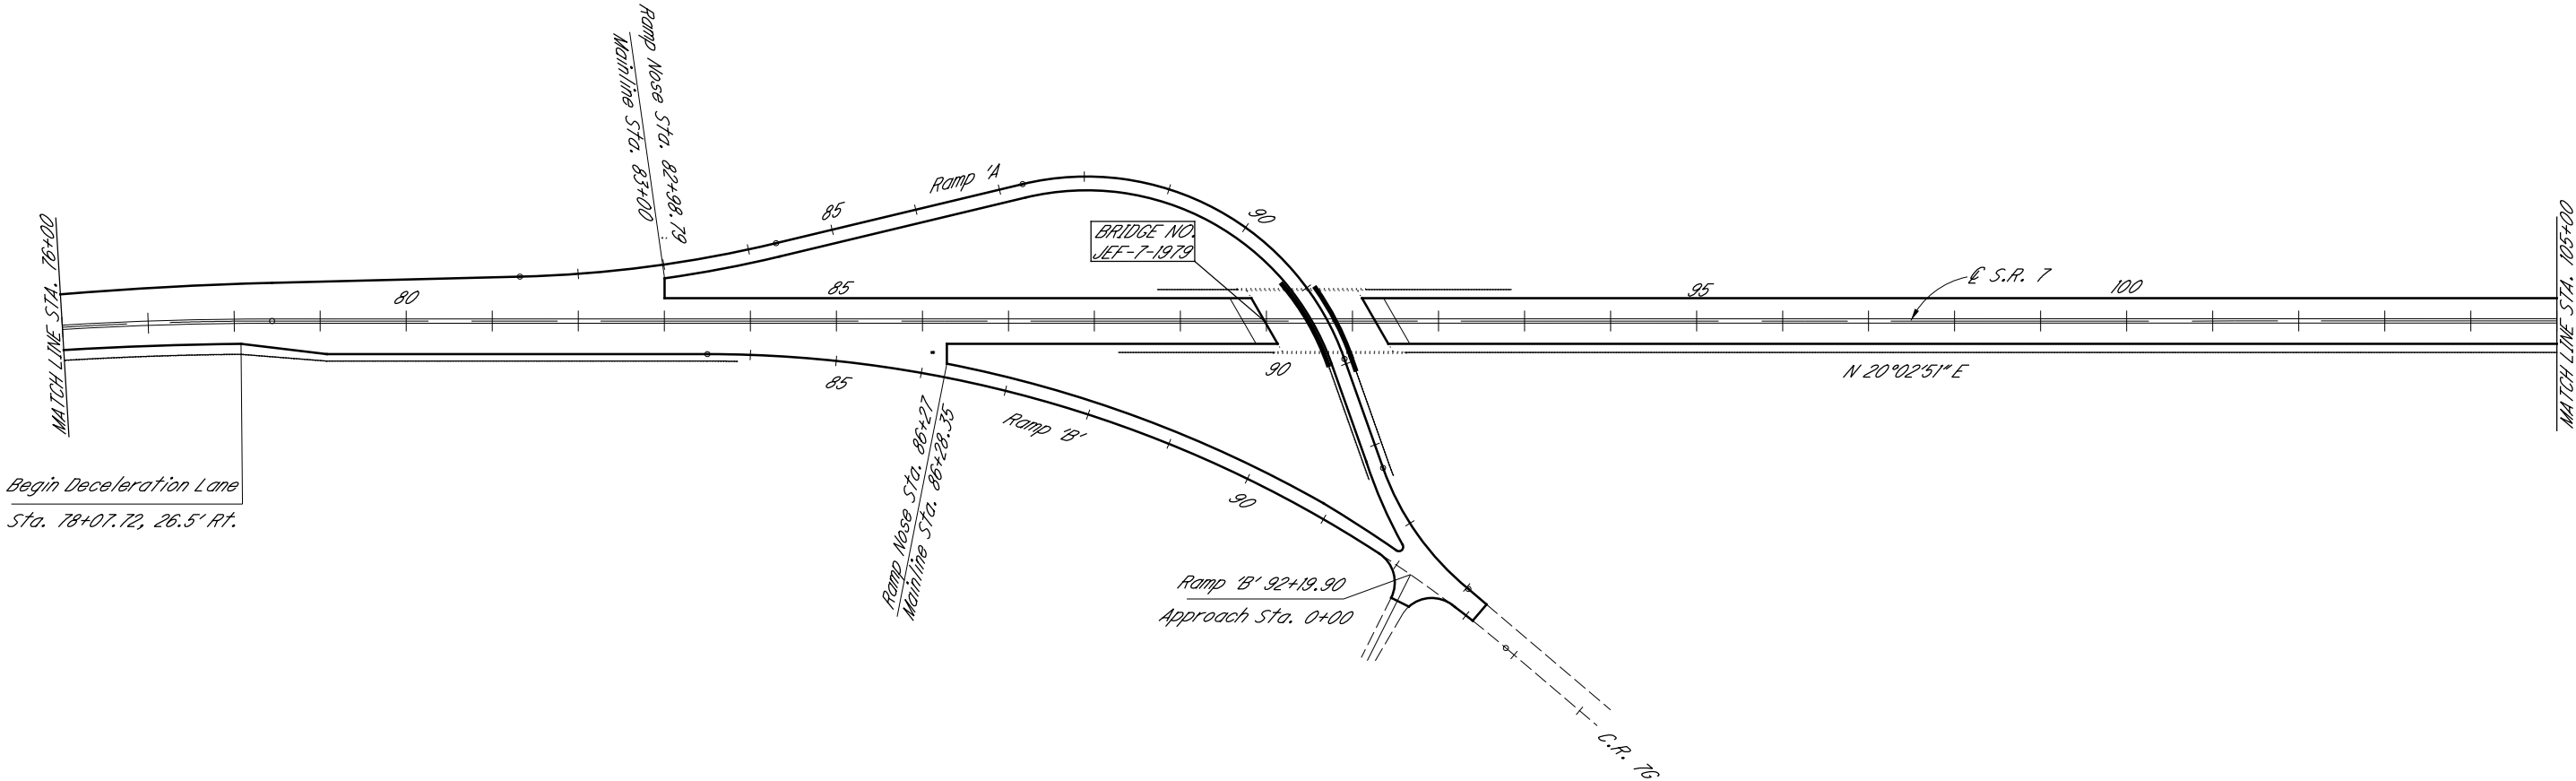 Ramp Nose Sta. 82+98.79
Mainline Sta. 83+00
Ramp 'A
85
90
BRIDGE NO.
JEF-7-1979
MATCH LINE STA. 76+00
80
85
95
℄ S.R. 7
100
MATCH LINE STA. 105+00
85
90
N 20°02'51" E
Ramp 'B'
Ramp Nose Sta. 86+27
Mainline Sta. 86+28.35
90
Begin Deceleration Lane
Sta. 78+07.72, 26.5' Rt.
Ramp 'B' 92+19.90
Approach Sta. 0+00
C.R. 7G